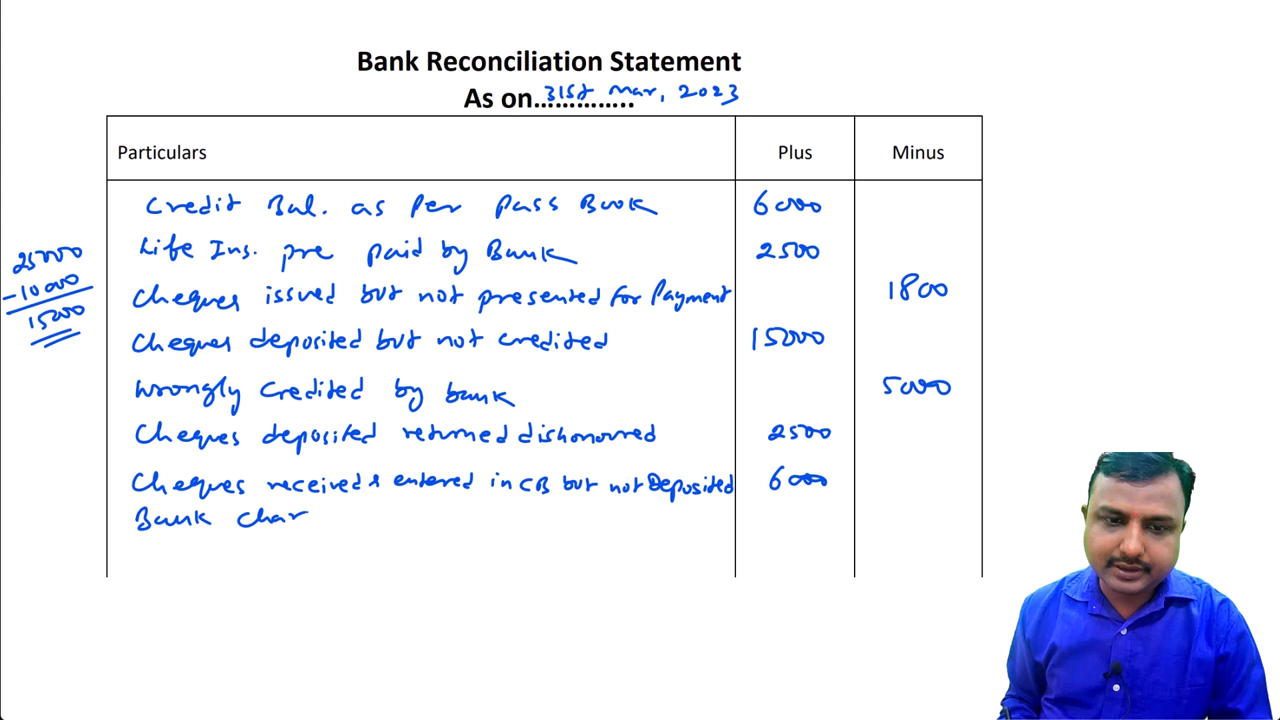 Bank Reconciliation Statement
As on………….. 31st Mar, 2023
Particulars Plus Minus
Credit Bal. as Per Pass Book 6000
Life Ins. pre paid by Bank 2500
Cheques issued but not presented for Payment 1800
Cheques deposited but not credited 15000
Wrongly credited by bank 5000
Cheques deposited returned dishonoured 2500
Cheques received & entered in CB but not Deposited 6000
Bank char
25000
-10000
15000